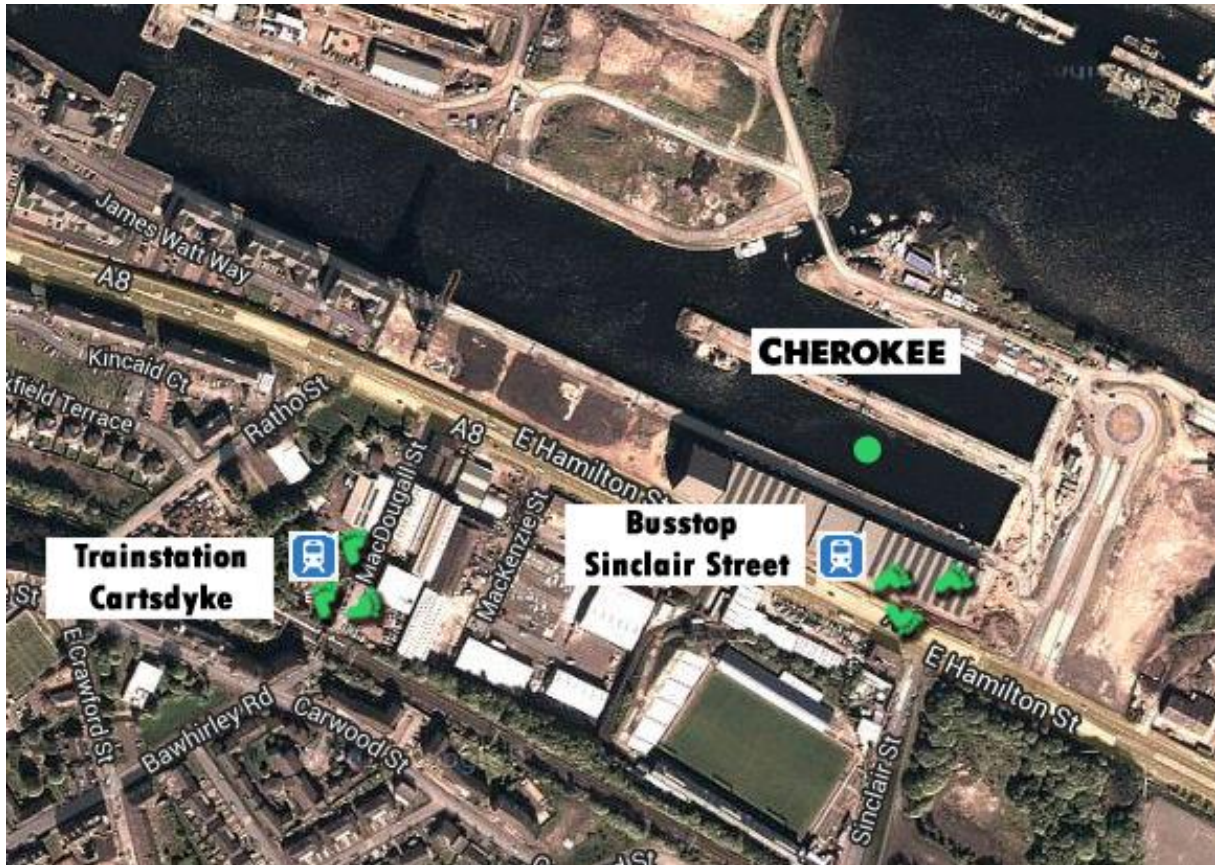 James Watt Way
A8
CHEROKEE
Kincaid Ct
xfield Terrace
Ratho St
A8
E Hamilton St
MacDougall St
Mackenzie St
Busstop
Sinclair Street
Trainstation
Cartsdyke
St
E Crawford St
Bawhirley Rd
Carwood St
E Hamilton St
Sinclair St